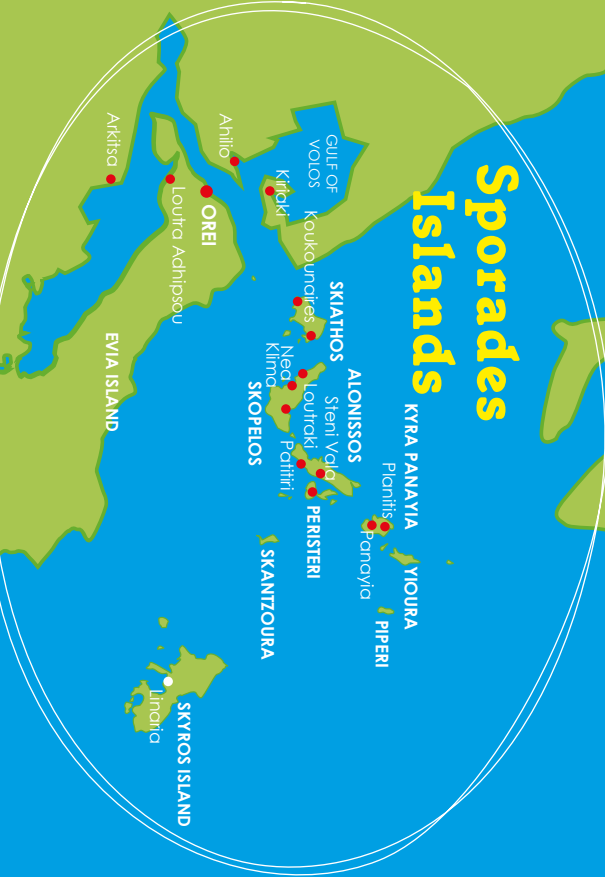 Sporades
Islands
GULF OF
VOLOS
Ahilio
Kiriaki
Koukounaries
SKIATHOS
Arkitsa
OREI
Loutra Adhipsou
EVIA ISLAND
Nea
Klima
Loutraki
SKOPELOS
ALONISSOS
Steni Vala
Patitiri
PERISTERI
KYRA PANAYIA
Planitis
Panayia
YIOURA
PIPERI
SKANTZOURA
SKYROS ISLAND
Linaria